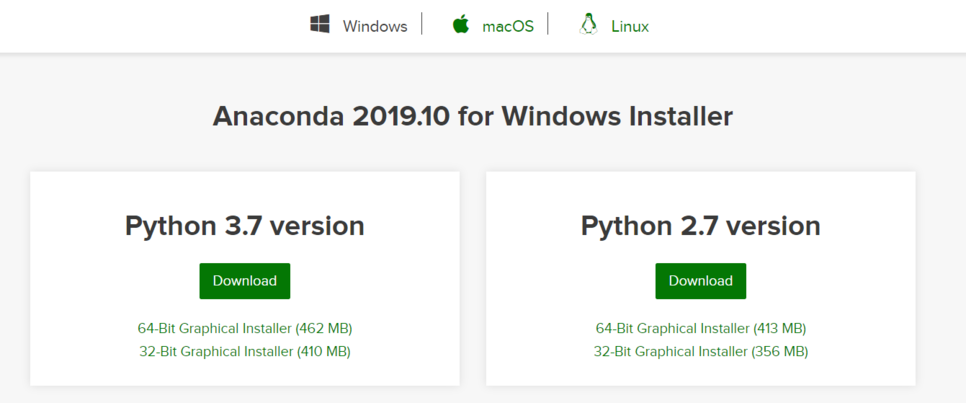 Windows macOS Linux
Anaconda 2019.10 for Windows Installer
Python 3.7 version
Download
64-Bit Graphical Installer (462 MB)
32-Bit Graphical Installer (410 MB)
Python 2.7 version
Download
64-Bit Graphical Installer (413 MB)
32-Bit Graphical Installer (356 MB)